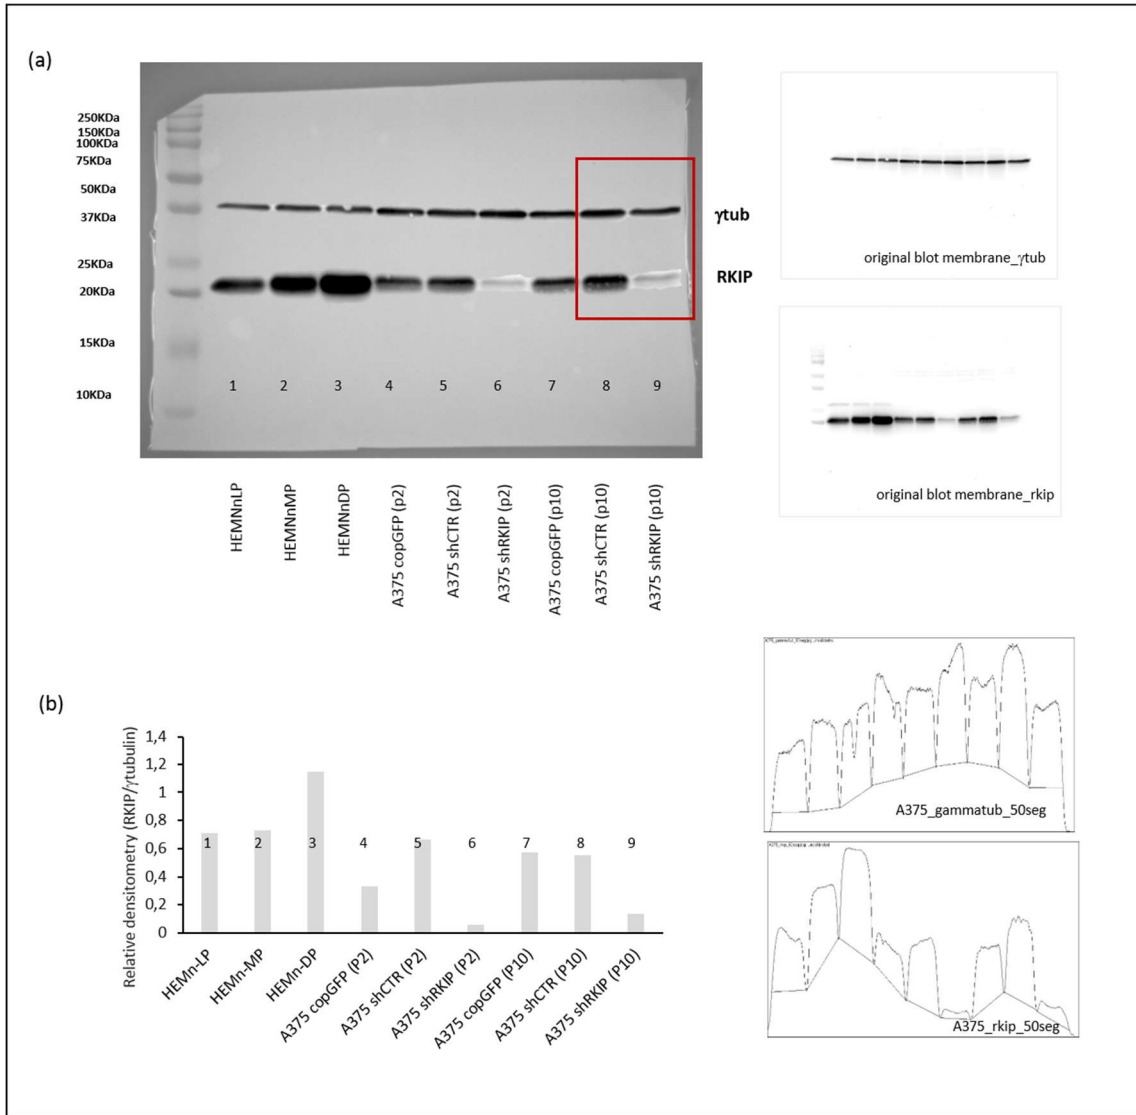 (a)
250KDa
150KDa
100KDa
75KDa
50KDa
37KDa
25KDa
20KDa
15KDa
10KDa
γtub
RKIP
1 2 3 4 5 6 7 8 9
HEMNnLP
HEMNnMP
HEMNnDP
A375 copGFP (p2)
A375 shCTR (p2)
A375 shRKIP (p2)
A375 copGFP (p10)
A375 shCTR (p10)
A375 shRKIP (p10)
original blot membrane_γtub
original blot membrane_rkip
(b)
Relative densitometry (RKIP/γtubulin)
1,4
1,2
1
0,8
0,6
0,4
0,2
0
1 2 3 4 5 6 7 8 9
HEMn-LP
HEMn-MP
HEMn-DP
A375 copGFP (P2)
A375 shCTR (P2)
A375 shRKIP (P2)
A375 copGFP (P10)
A375 shCTR (P10)
A375 shRKIP (P10)
A375_gammatub_50seg
A375_rkip_50seg